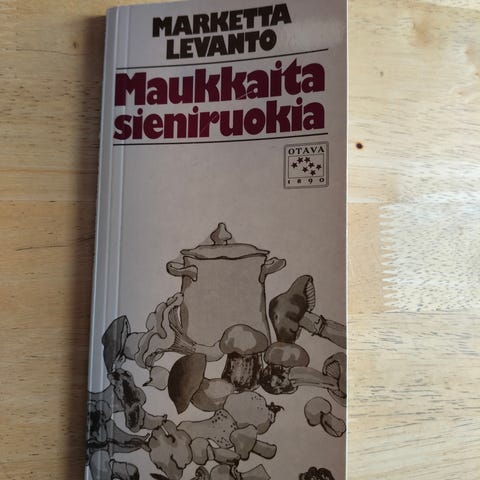 MARKETTA
LEVANTO
Maukkaita
sieniruokia
OTAVA
1890